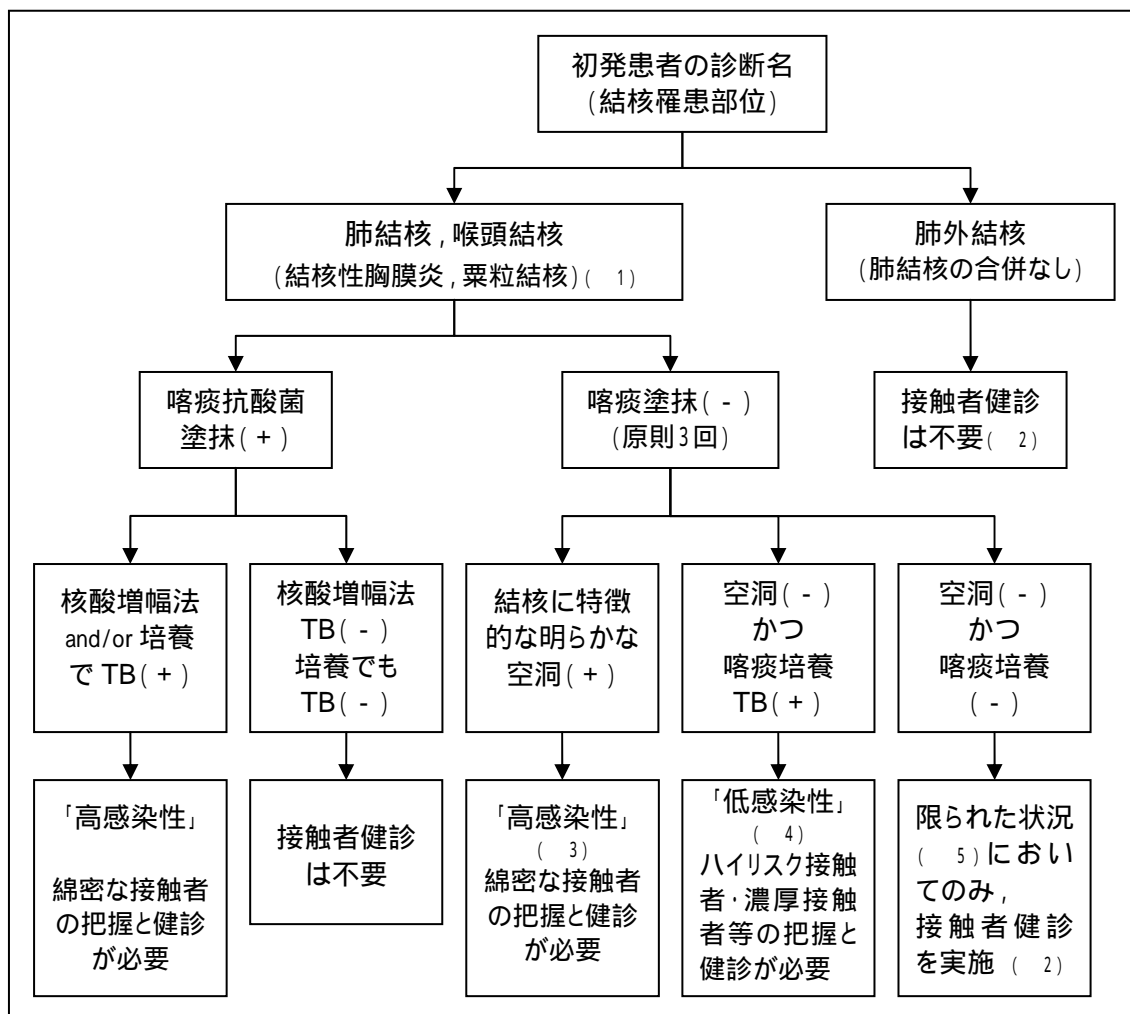 初発患者の診断名
(結核罹患部位)
肺結核,喉頭結核
(結核性胸膜炎,粟粒結核)( 1)
肺外結核
(肺結核の合併なし)
喀痰抗酸菌
塗抹(+)
喀痰塗抹(-)
(原則3回)
接触者健診
は不要( 2)
核酸増幅法
and/or 培養
で TB(+)
核酸増幅法
TB(-)
培養でも
TB(-)
結核に特徴
的な明らかな
空洞(+)
空洞(-)
かつ
喀痰培養
TB(+)
空洞(-)
かつ
喀痰培養
(-)
「高感染性」
綿密な接触者
の把握と健診
が必要
接触者健診
は不要
「高感染性」
( 3)
綿密な接触者
の把握と健診
が必要
「低感染性」
( 4)
ハイリスク接触
者・濃厚接触
者等の把握と
健診が必要
限られた状況
( 5)におい
てのみ,
接触者健診
を実施 ( 2)